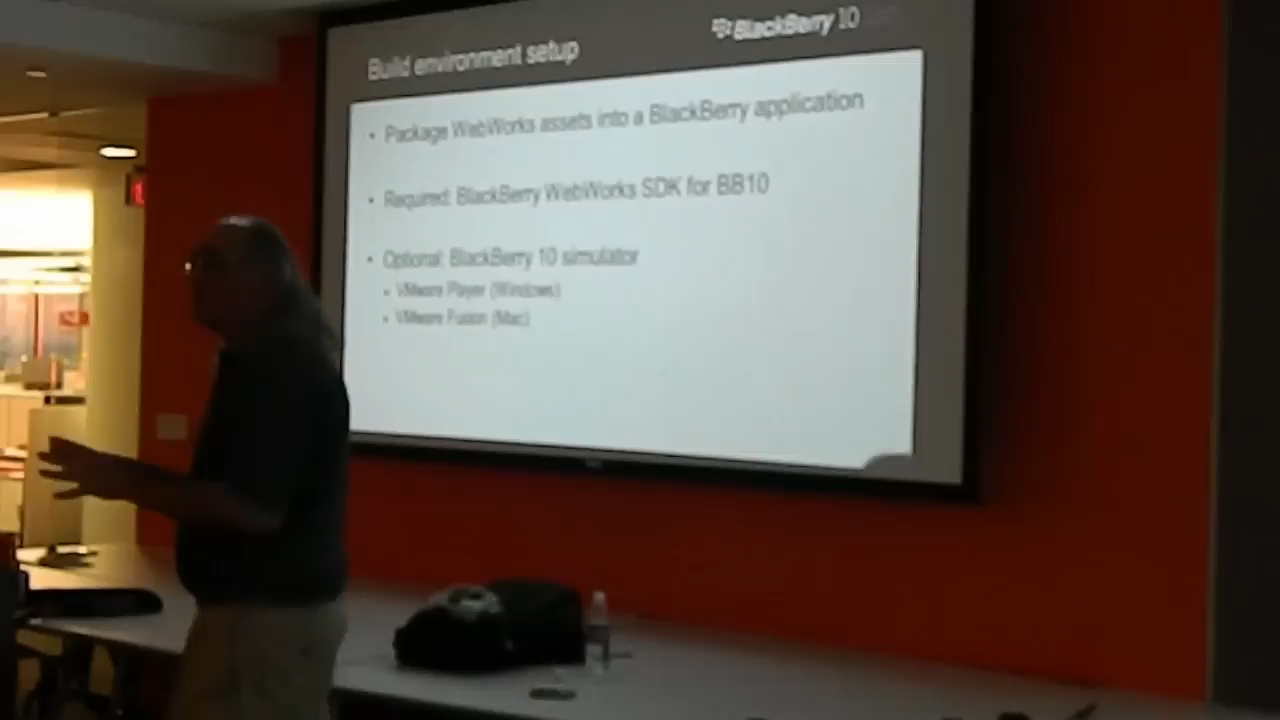 BlackBerry 10
Build environment setup
• Package WebWorks assets into a BlackBerry application
• Required: BlackBerry WebWorks SDK for BB10
• Optional: BlackBerry 10 simulator
• VMware Player (Windows)
• VMware Fusion (Mac)